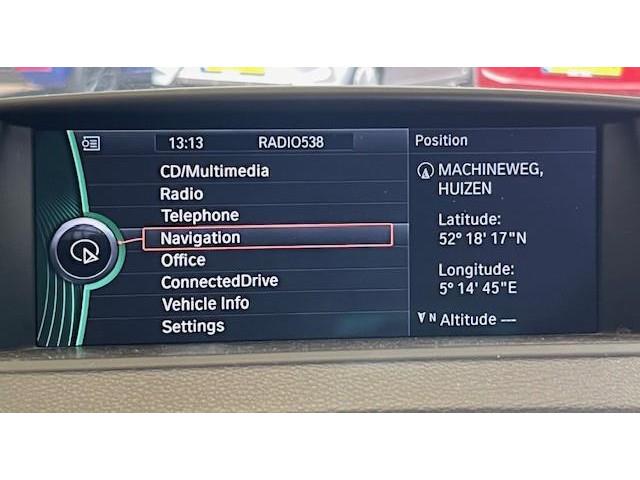 13:13 RADIO538
CD/Multimedia
Radio
Telephone
Navigation
Office
ConnectedDrive
Vehicle Info
Settings
Position
MACHINEWEG,
HUIZEN
Latitude:
52° 18' 17"N
Longitude:
5° 14' 45"E
N Altitude ---